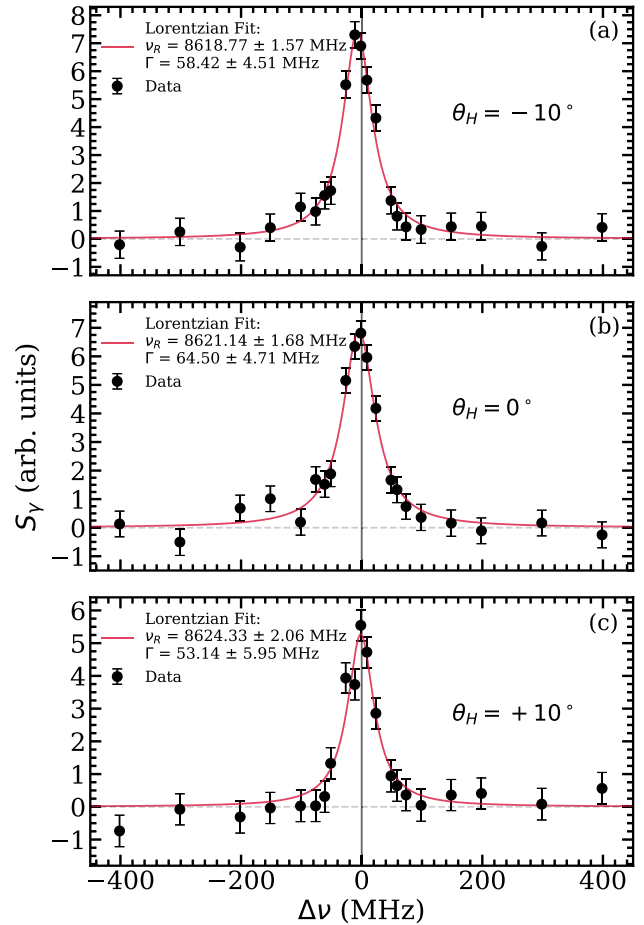 8
7
6
5
4
3
2
1
0
−1
Lorentzian Fit:
ν_R = 8618.77 ± 1.57 MHz
Γ = 58.42 ± 4.51 MHz
Data
(a)
θ_H = −10°
7
6
5
4
3
2
1
0
−1
Lorentzian Fit:
ν_R = 8621.14 ± 1.68 MHz
Γ = 64.50 ± 4.71 MHz
Data
(b)
θ_H = 0°
S_γ (arb. units)
6
5
4
3
2
1
0
−1
Lorentzian Fit:
ν_R = 8624.33 ± 2.06 MHz
Γ = 53.14 ± 5.95 MHz
Data
(c)
θ_H = +10°
−400 −200 0 200 400
Δν (MHz)